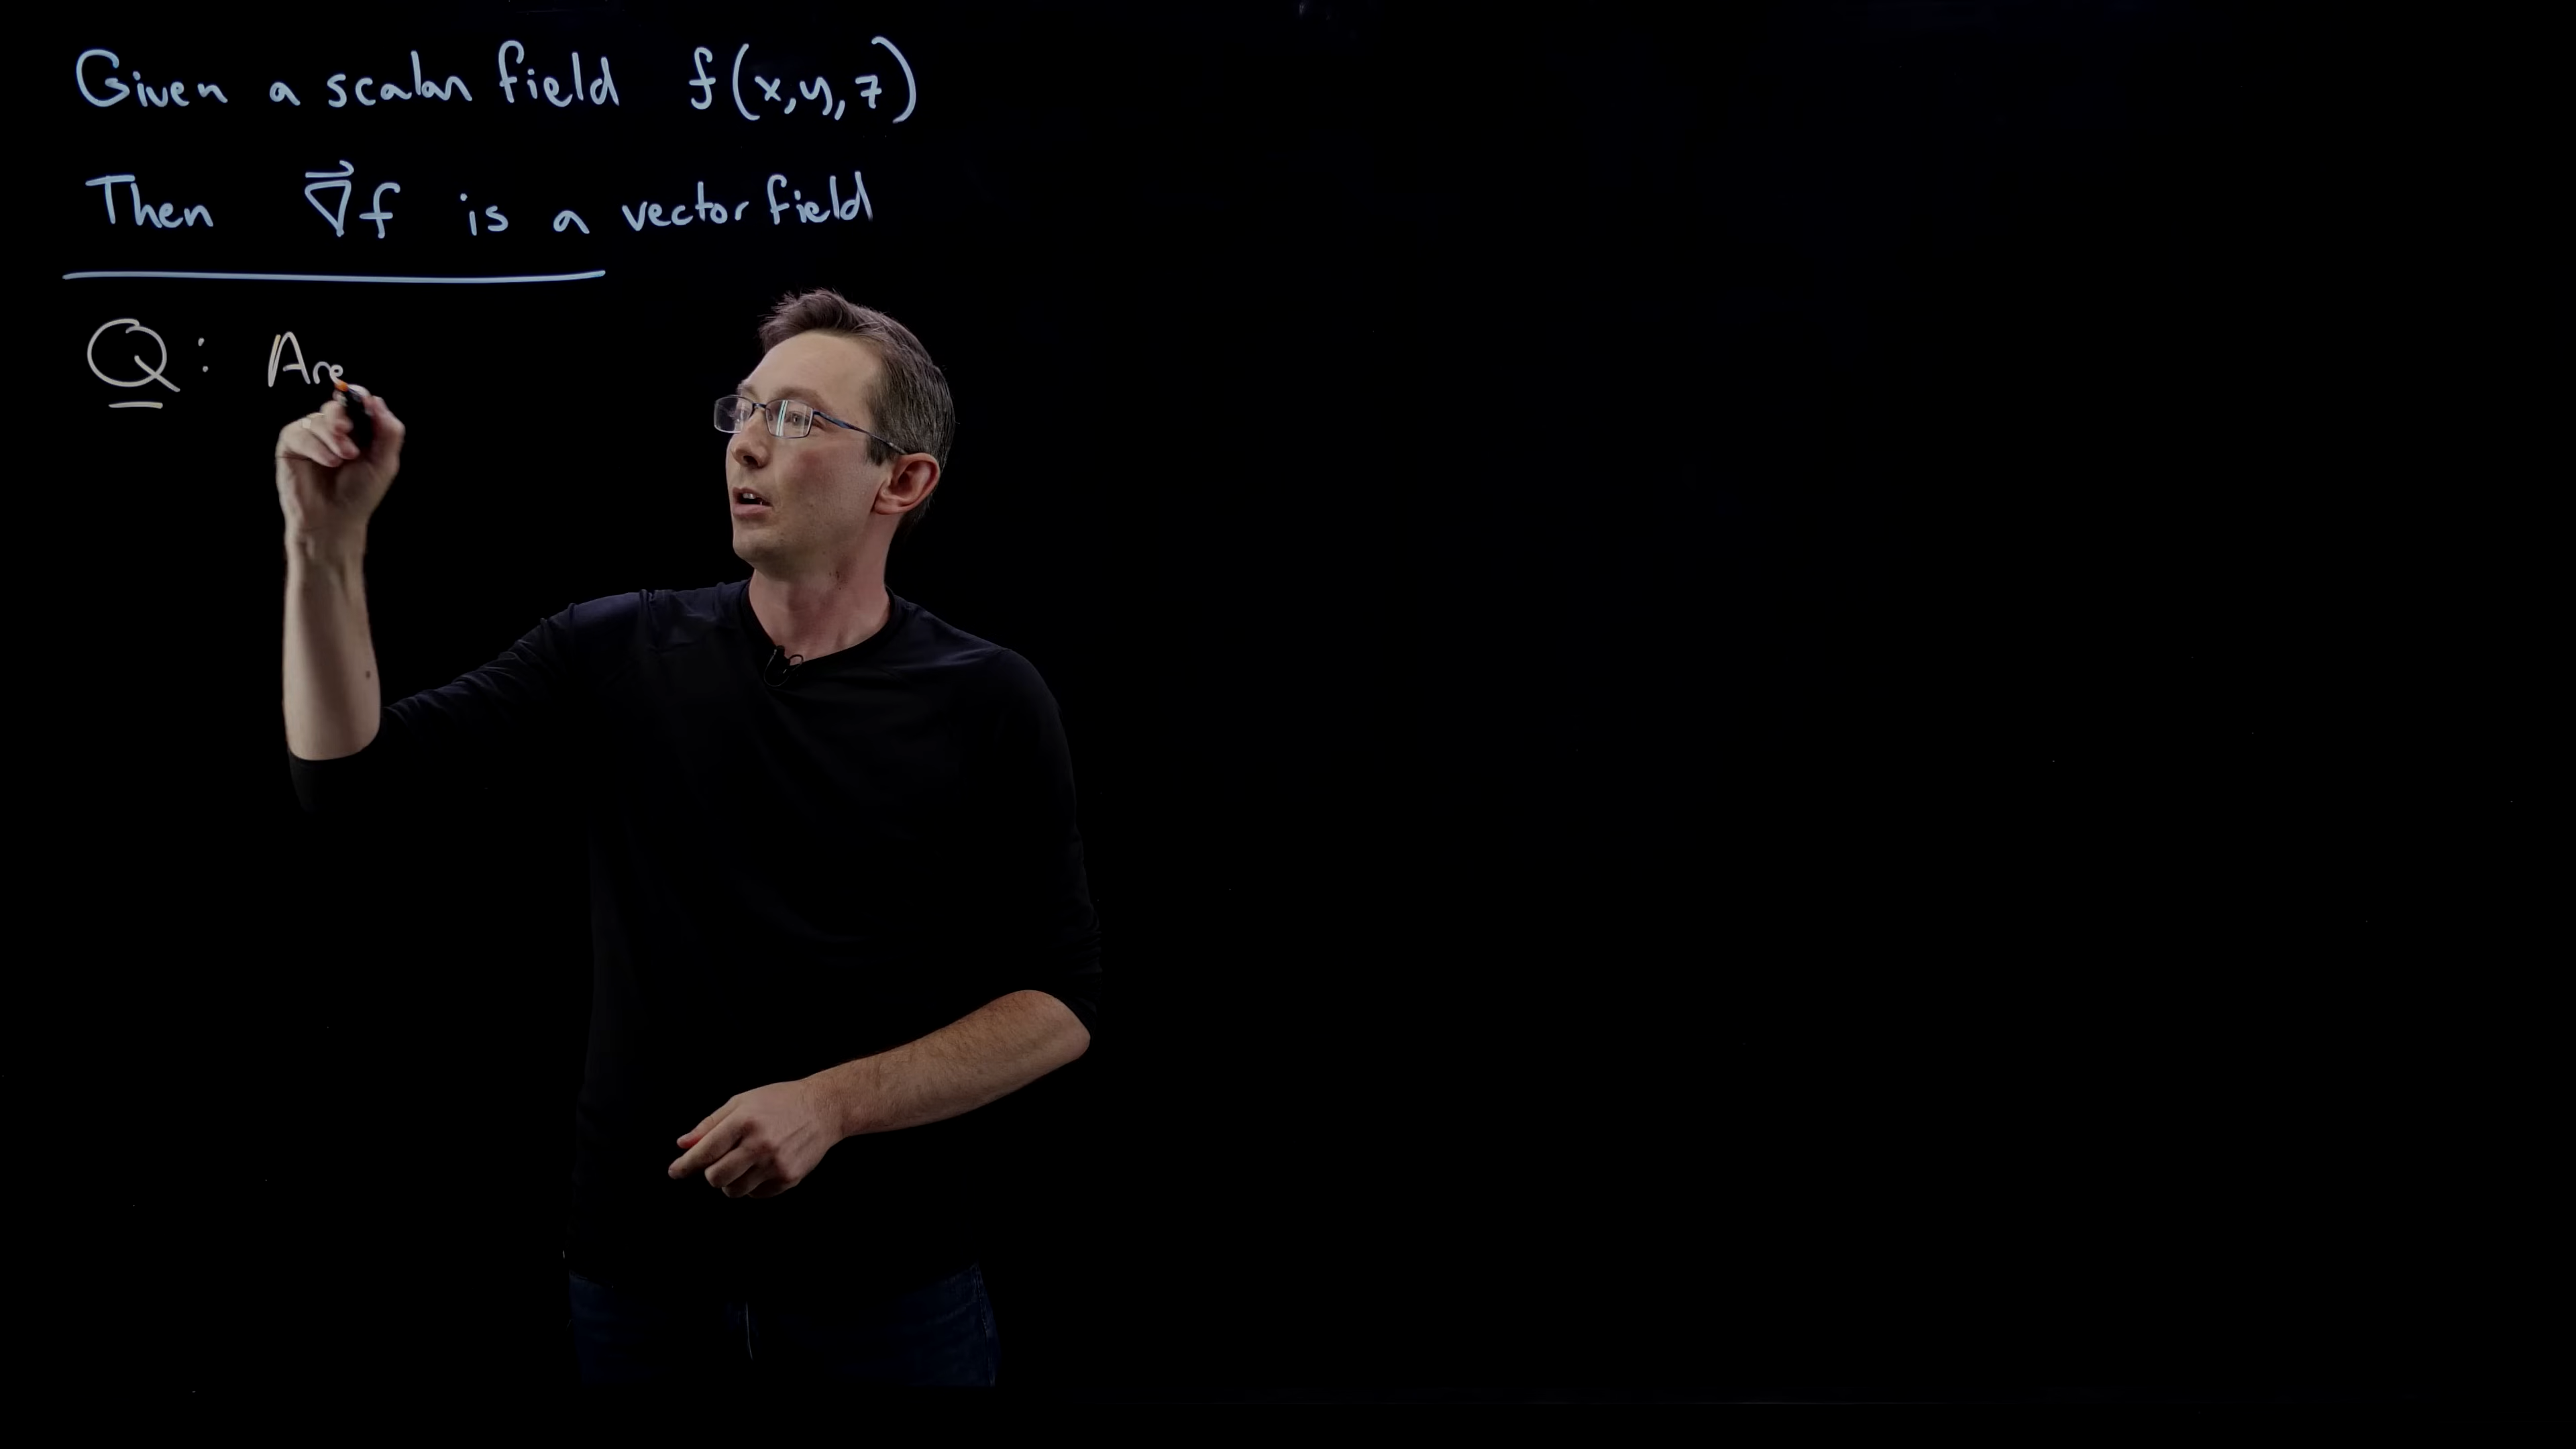 Given a scalar field f(x,y,z)
Then ∇⃗f is a vector field
Q: Are